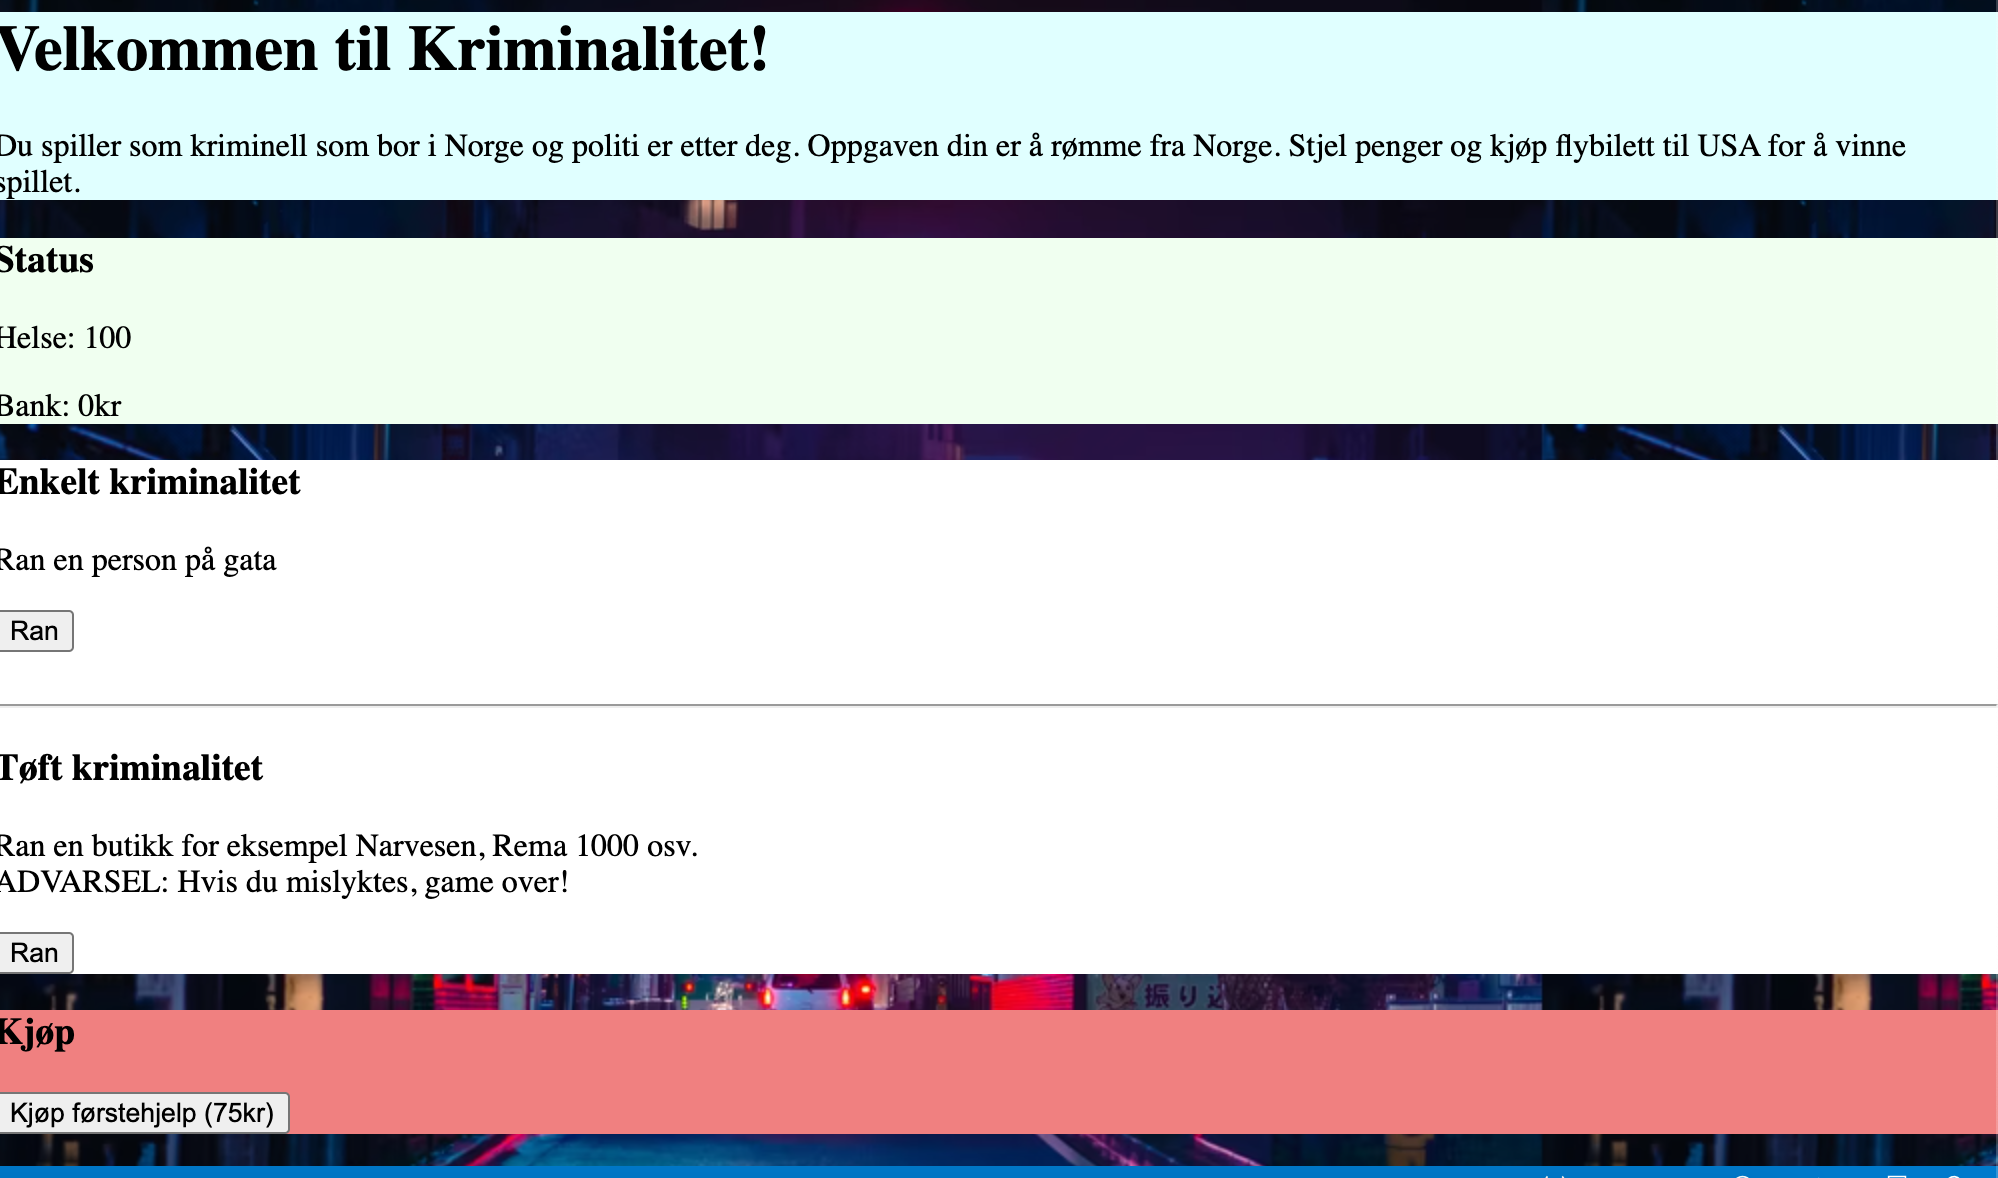 Velkommen til Kriminalitet!
Du spiller som kriminell som bor i Norge og politi er etter deg. Oppgaven din er å rømme fra Norge. Stjel penger og kjøp flybilett til USA for å vinne
spillet.
Status
Helse: 100
Bank: 0kr
Enkelt kriminalitet
Ran en person på gata
Ran
Tøft kriminalitet
Ran en butikk for eksempel Narvesen, Rema 1000 osv.
ADVARSEL: Hvis du mislyktes, game over!
Ran
振り込
Kjøp
Kjøp førstehjelp (75kr)